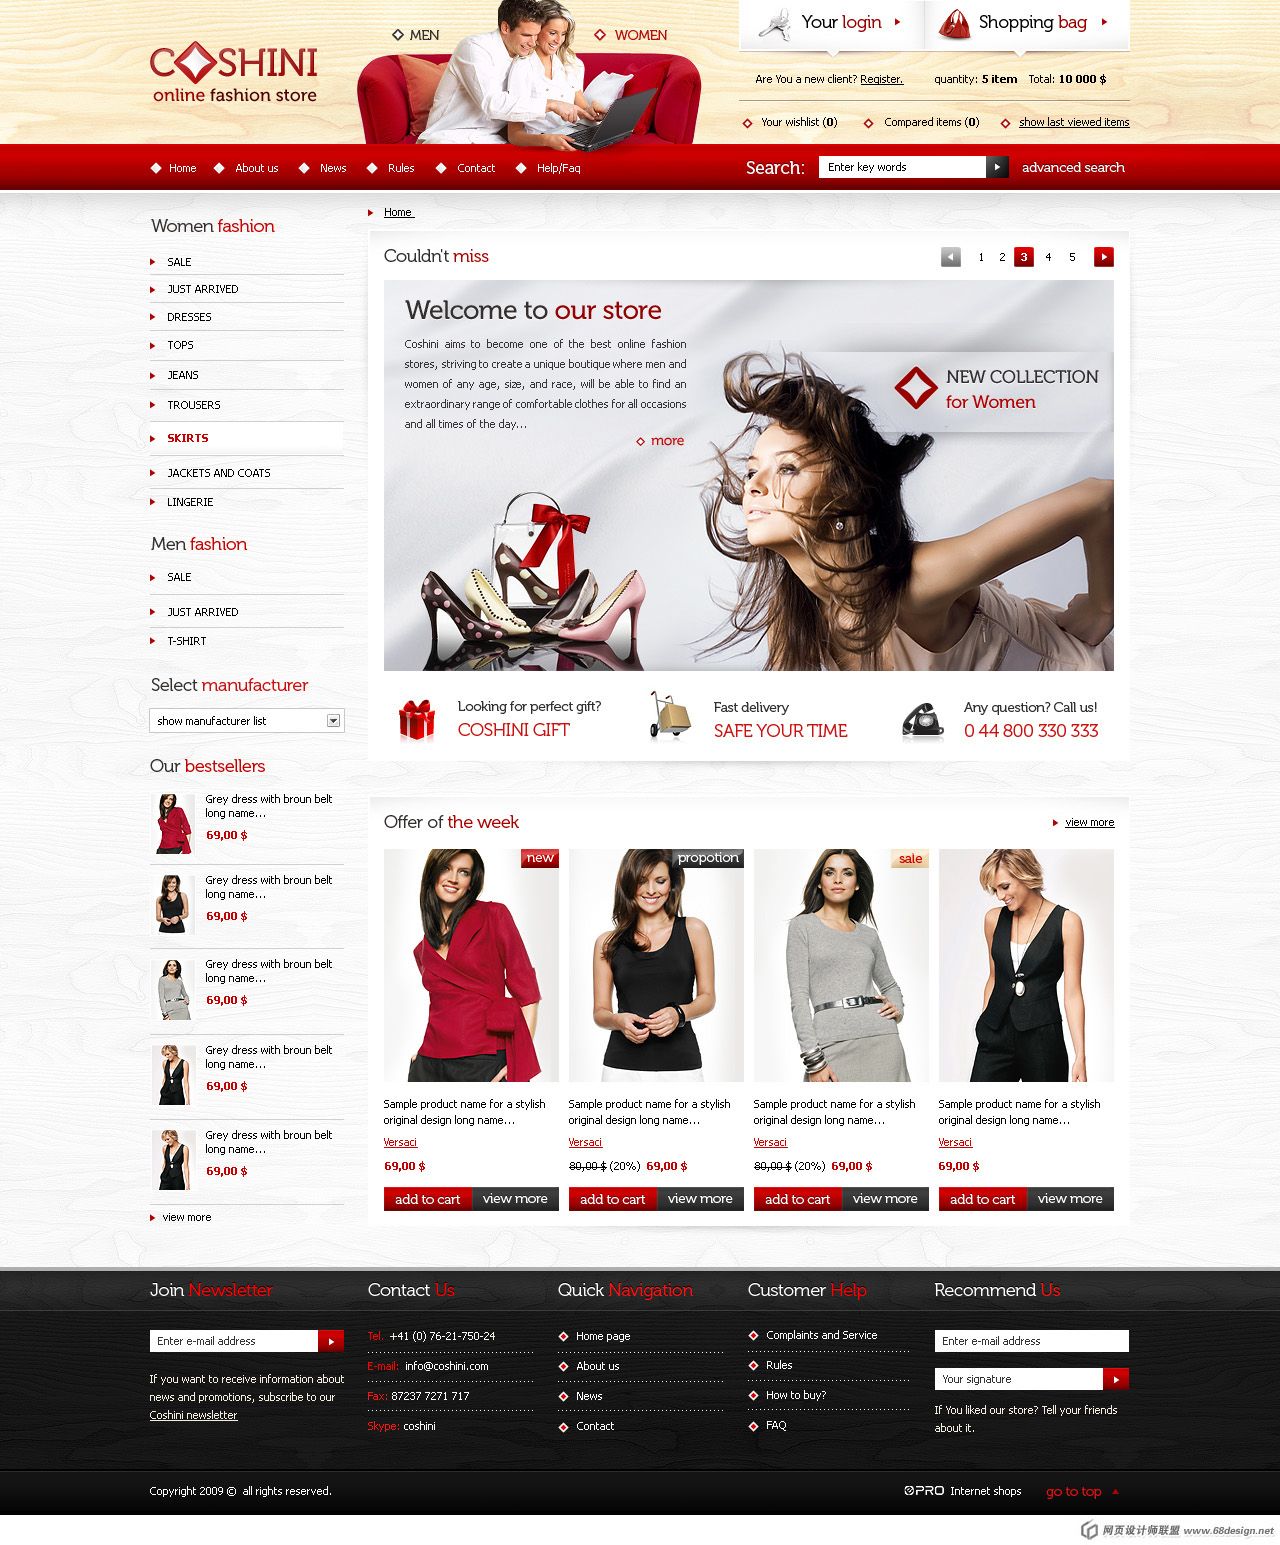 COSHINI
online fashion store
MEN
WOMEN
Your login
Shopping bag
Are You a new client? Register.
quantity: 5 item Total: 10 000 $
Your wishlist (0)
Compared items (0)
show last viewed items
Home
About us
News
Rules
Contact
Help/Faq
Search:
Enter key words
advanced search
Women fashion
SALE
JUST ARRIVED
DRESSES
TOPS
JEANS
TROUSERS
SKIRTS
JACKETS AND COATS
LINGERIE
Men fashion
SALE
JUST ARRIVED
T-SHIRT
Select manufacturer
show manufacturer list
Our bestsellers
Grey dress with broun belt
long name...
69,00 $
Grey dress with broun belt
long name...
69,00 $
Grey dress with broun belt
long name...
69,00 $
Grey dress with broun belt
long name...
69,00 $
Grey dress with broun belt
long name...
69,00 $
view more
Home
Couldn't miss
1 2 3 4 5
Welcome to our store
Coshini aims to become one of the best online fashion
stores, striving to create a unique boutique where men and
women of any age, size, and race, will be able to find an
extraordinary range of comfortable clothes for all occasions
and all times of the day...
more
NEW COLLECTION
for Women
Looking for perfect gift?
COSHINI GIFT
Fast delivery
SAFE YOUR TIME
Any question? Call us!
0 44 800 330 333
Offer of the week
view more
new
propotion
sale
Sample product name for a stylish
original design long name...
Versaci
69,00 $
add to cart
view more
Sample product name for a stylish
original design long name...
Versaci
80,00 $ (20%) 69,00 $
add to cart
view more
Sample product name for a stylish
original design long name...
Versaci
80,00 $ (20%) 69,00 $
add to cart
view more
Sample product name for a stylish
original design long name...
Versaci
69,00 $
add to cart
view more
Join Newsletter
Enter e-mail address
If you want to receive information about
news and promotions, subscribe to our
Coshini newsletter
Contact Us
Tel. +41 (0) 76-21-750-24
E-mail: info@coshini.com
Fax: 87237 7271 717
Skype: coshini
Quick Navigation
Home page
About us
News
Contact
Customer Help
Complaints and Service
Rules
How to buy?
FAQ
Recommend Us
Enter e-mail address
Your signature
If You liked our store? Tell your friends
about it.
Copyright 2009 © all rights reserved.
PRO Internet shops
go to top
网页设计师联盟 www.68design.net